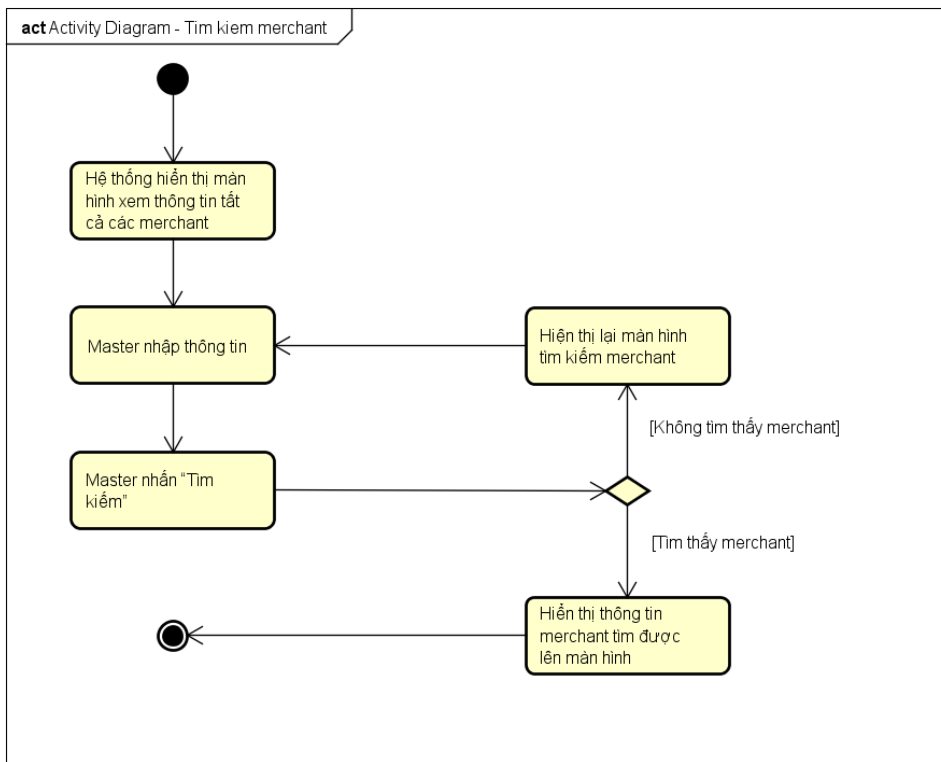 act Activity Diagram - Tim kiem merchant
Hệ thống hiển thị màn
hình xem thông tin tất
cả các merchant
Master nhập thông tin
Hiện thị lại màn hình
tìm kiếm merchant
[Không tìm thấy merchant]
Master nhấn "Tìm
kiếm"
[Tìm thấy merchant]
Hiển thị thông tin
merchant tìm được
lên màn hình